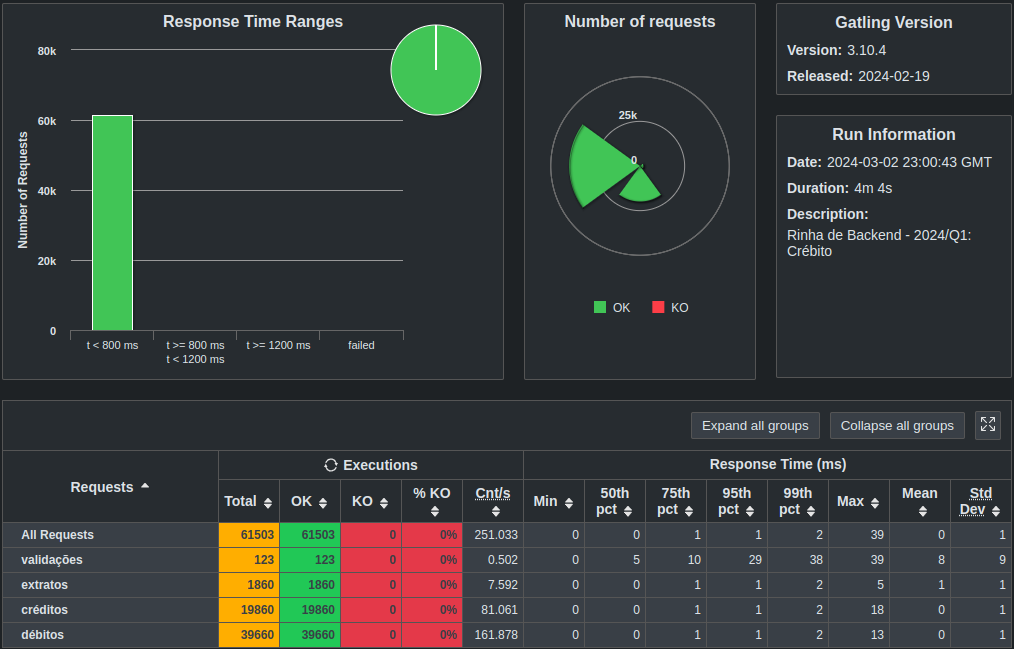 Response Time Ranges
80k
60k
40k
20k
0
Number of Requests
t < 800 ms
t >= 800 ms
t < 1200 ms
t >= 1200 ms
failed
Number of requests
25k
0
OK
KO
Gatling Version
Version: 3.10.4
Released: 2024-02-19
Run Information
Date: 2024-03-02 23:00:43 GMT
Duration: 4m 4s
Description:
Rinha de Backend - 2024/Q1:
Crébito
Expand all groups
Collapse all groups
Requests
Executions
Response Time (ms)
Total OK KO % KO Cnt/s Min 50th pct 75th pct 95th pct 99th pct Max Mean Std Dev
All Requests 61503 61503 0 0% 251.033 0 0 1 1 2 39 0 1
validações 123 123 0 0% 0.502 0 5 10 29 38 39 8 9
extratos 1860 1860 0 0% 7.592 0 0 1 1 2 5 1 1
créditos 19860 19860 0 0% 81.061 0 0 1 1 2 18 0 1
débitos 39660 39660 0 0% 161.878 0 0 1 1 2 13 0 1